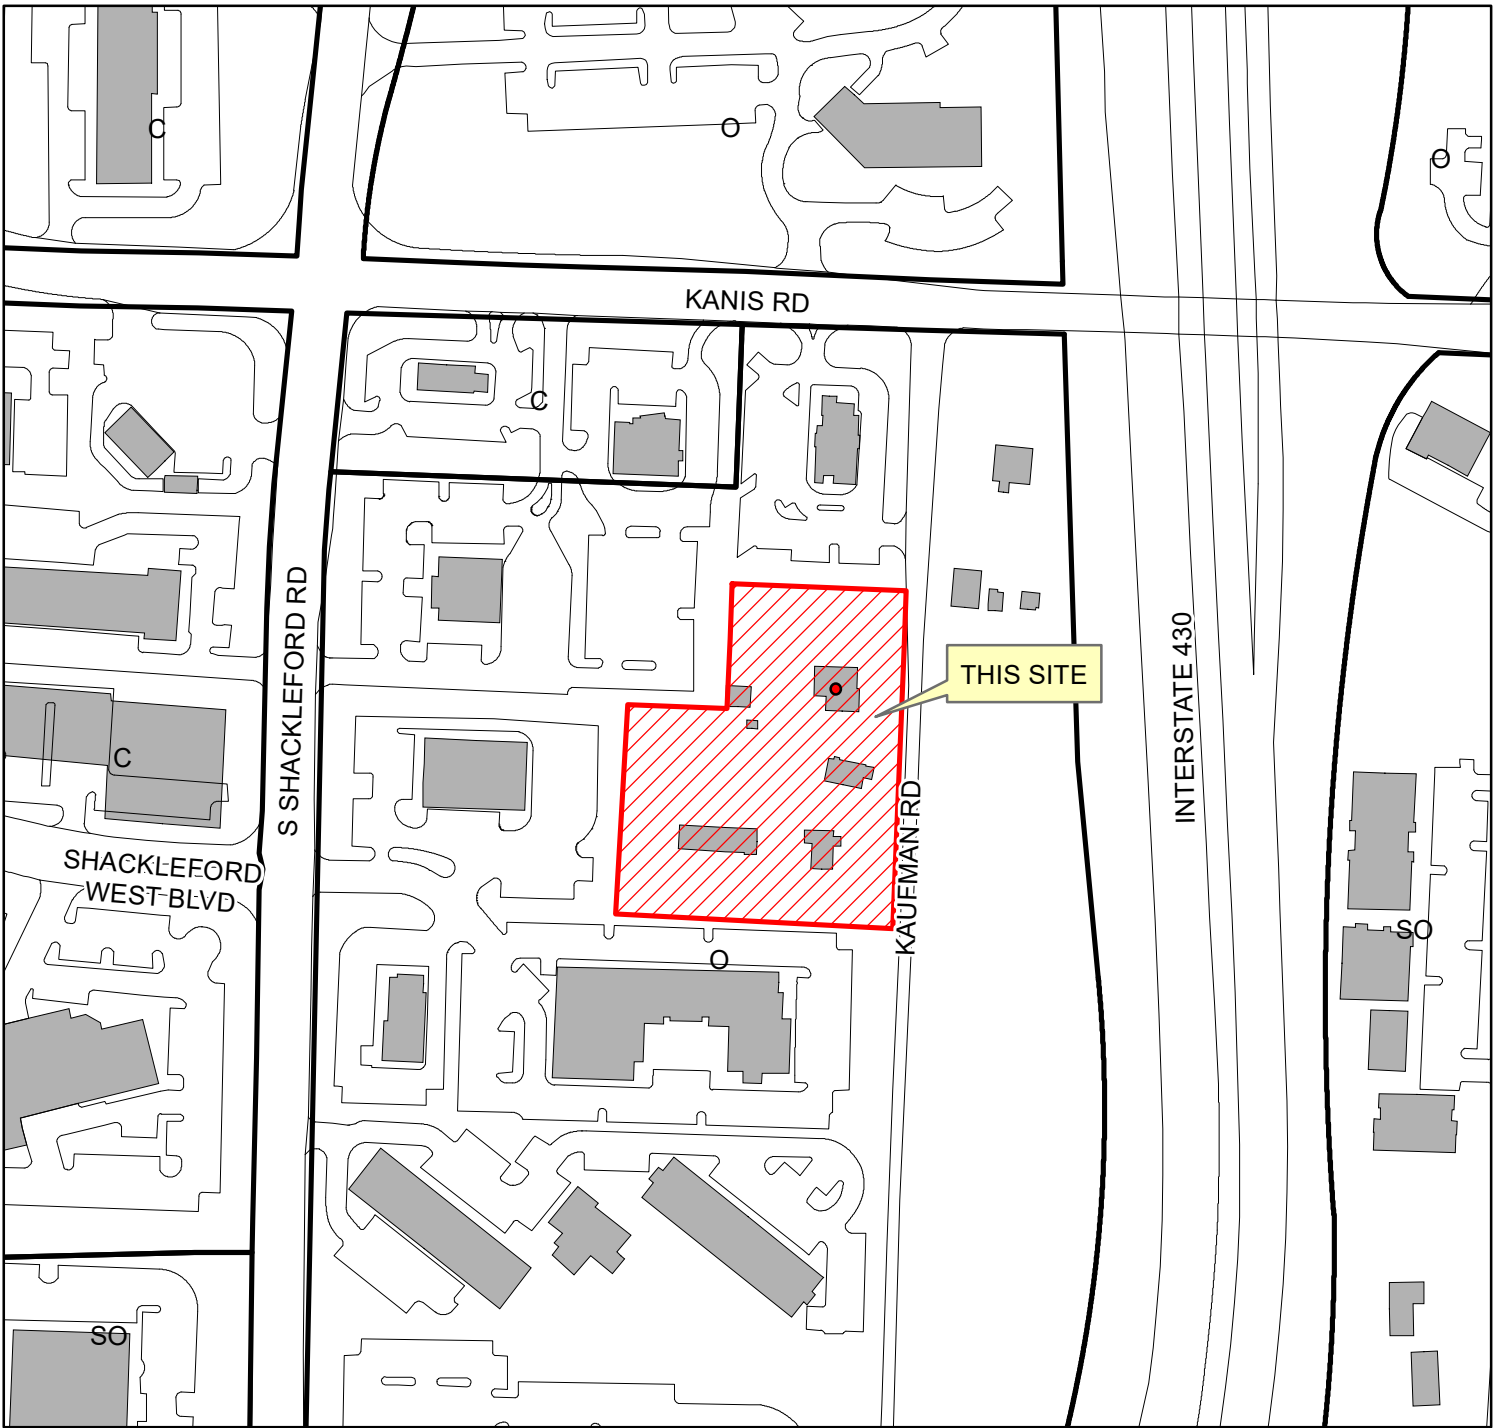 C
O
O
KANIS RD
C
S SHACKLEFORD RD
INTERSTATE 430
THIS SITE
C
KAUFMAN RD
SHACKLEFORD
WEST BLVD
SO
O
SO